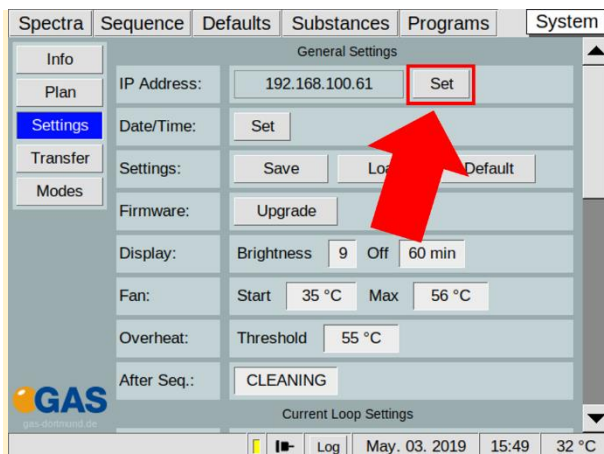 Spectra Sequence Defaults Substances Programs System
Info
Plan
Settings
Transfer
Modes
General Settings
IP Address: 192.168.100.61 Set
Date/Time: Set
Settings: Save Default
Firmware: Upgrade
Display: Brightness 9 Off 60 min
Fan: Start 35 °C Max 56 °C
Overheat: Threshold 55 °C
After Seq.: CLEANING
Current Loop Settings
GAS
gas-dortmund.de
Log May. 03. 2019 15:49 32 °C